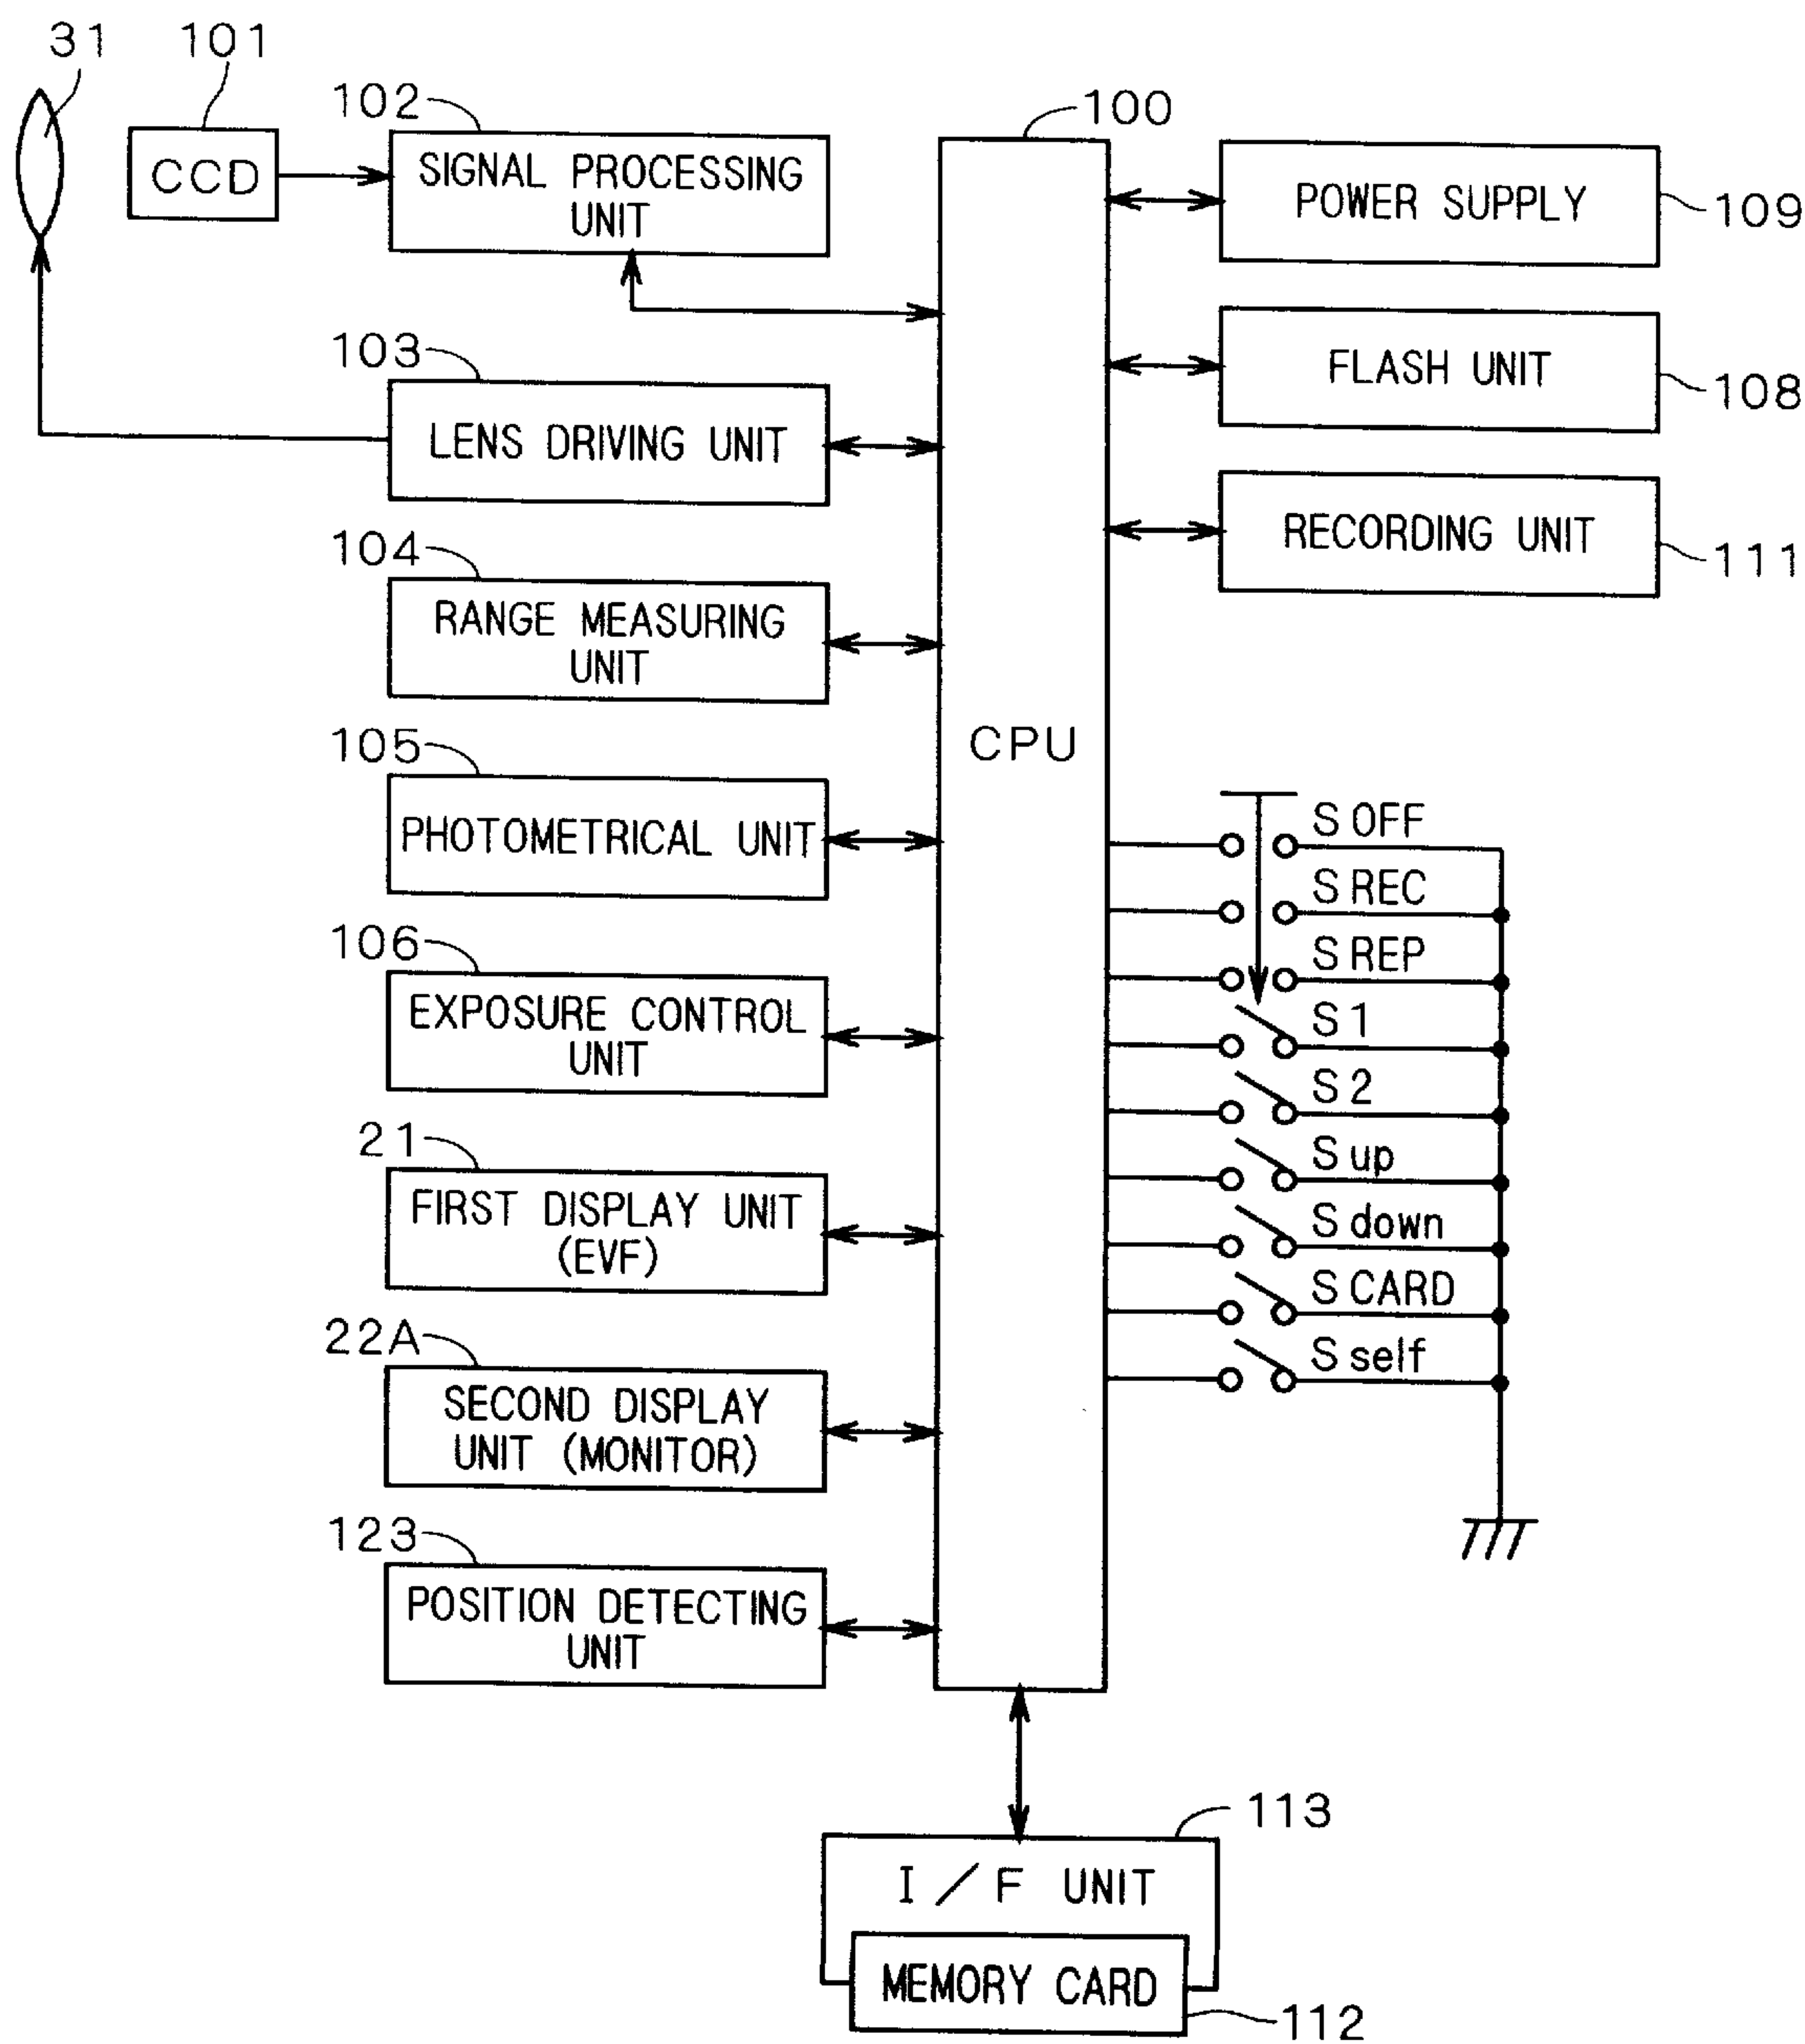 31
101
102
100
CCD
SIGNAL PROCESSING
UNIT
POWER SUPPLY
109
103
LENS DRIVING UNIT
FLASH UNIT
108
104
RANGE MEASURING
UNIT
RECORDING UNIT
111
CPU
105
PHOTOMETRICAL UNIT
106
EXPOSURE CONTROL
UNIT
21
FIRST DISPLAY UNIT
(EVF)
22A
SECOND DISPLAY
UNIT (MONITOR)
123
POSITION DETECTING
UNIT
S OFF
S REC
S REP
S 1
S 2
S up
S down
S CARD
S self
113
I / F UNIT
MEMORY CARD
112